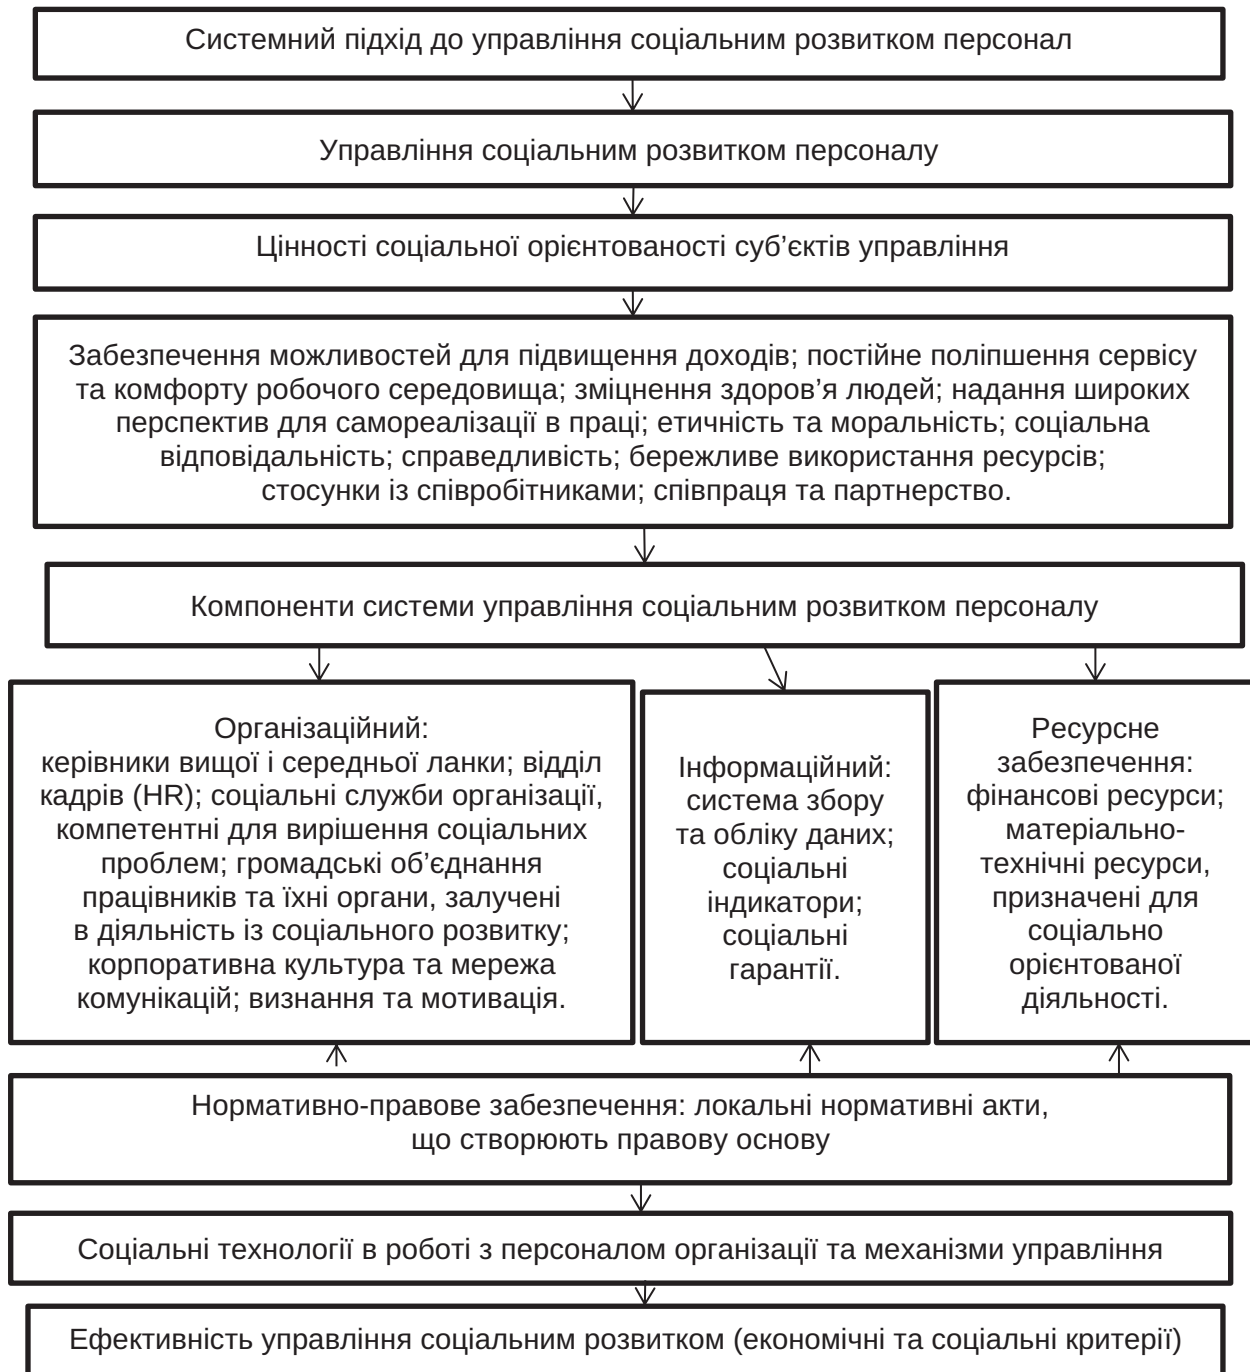 Системний підхід до управління соціальним розвитком персонал
Управління соціальним розвитком персоналу
Цінності соціальної орієнтованості суб’єктів управління
Забезпечення можливостей для підвищення доходів; постійне поліпшення сервісу
та комфорту робочого середовища; зміцнення здоров’я людей; надання широких
перспектив для самореалізації в праці; етичність та моральність; соціальна
відповідальність; справедливість; бережливе використання ресурсів;
стосунки із співробітниками; співпраця та партнерство.
Компоненти системи управління соціальним розвитком персоналу
Організаційний:
керівники вищої і середньої ланки; відділ
кадрів (HR); соціальні служби організації,
компетентні для вирішення соціальних
проблем; громадські об’єднання
працівників та їхні органи, залучені
в діяльність із соціального розвитку;
корпоративна культура та мережа
комунікацій; визнання та мотивація.
Інформаційний:
система збору
та обліку даних;
соціальні
індикатори;
соціальні
гарантії.
Ресурсне
забезпечення:
фінансові ресурси;
матеріально-
технічні ресурси,
призначені для
соціально
орієнтованої
діяльності.
Нормативно-правове забезпечення: локальні нормативні акти,
що створюють правову основу
Соціальні технології в роботі з персоналом організації та механізми управління
Ефективність управління соціальним розвитком (економічні та соціальні критерії)